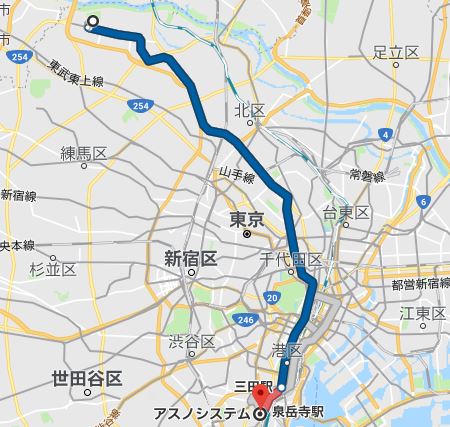 足立区
254
東武東上線
254
北区
4
練馬区
山手線
常磐線
新宿線
6
台東区
東京
央本線
新宿区
千代田区
杉並区
都営新宿線
20
246
江東区
渋谷区
港区
世田谷区
三田駅
アスノシステム
泉岳寺駅